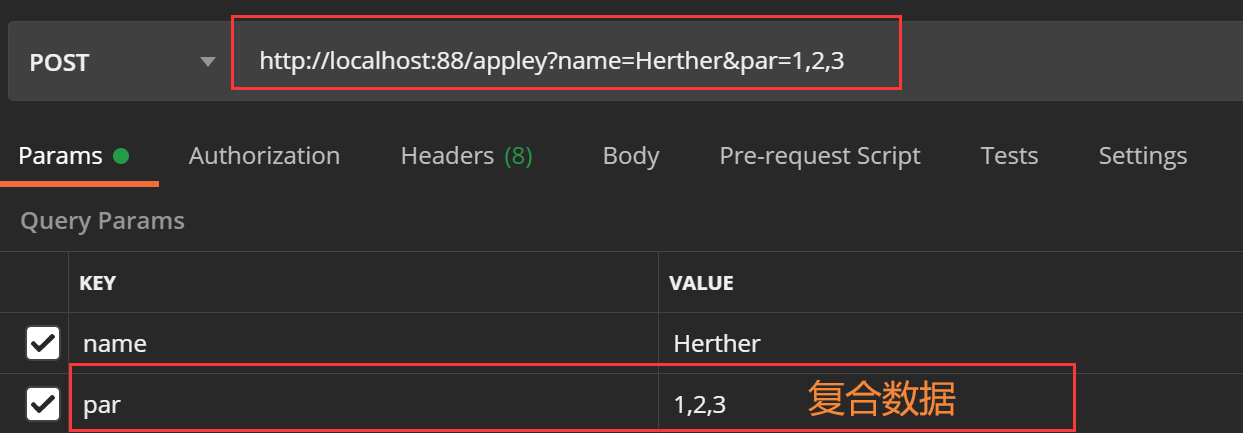 POST http://localhost:88/appley?name=Herther&par=1,2,3
Params Authorization Headers (8) Body Pre-request Script Tests Settings
Query Params
KEY VALUE
name Herther
par 1,2,3 复合数据